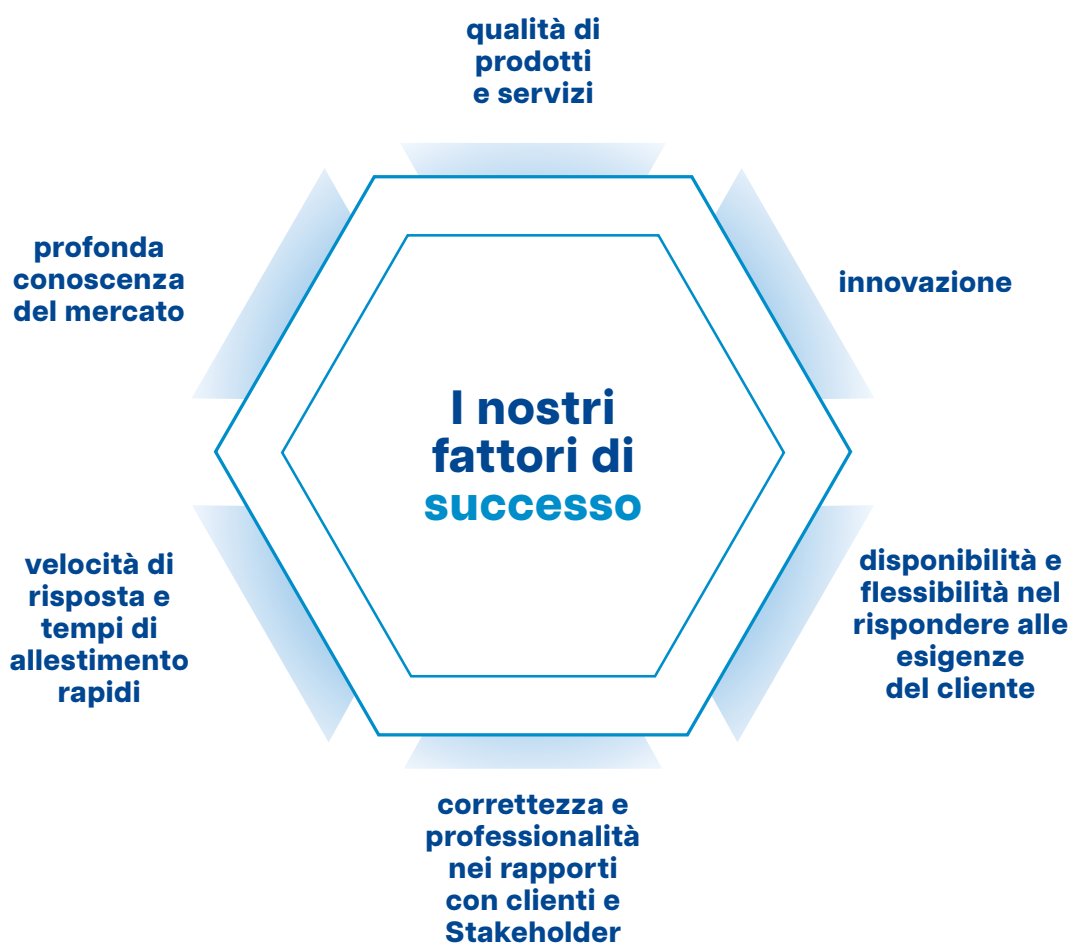 qualità di
prodotti
e servizi
profonda
conoscenza
del mercato
innovazione
I nostri
fattori di
successo
velocità di
risposta e
tempi di
allestimento
rapidi
disponibilità e
flessibilità nel
rispondere alle
esigenze
del cliente
correttezza e
professionalità
nei rapporti
con clienti e
Stakeholder